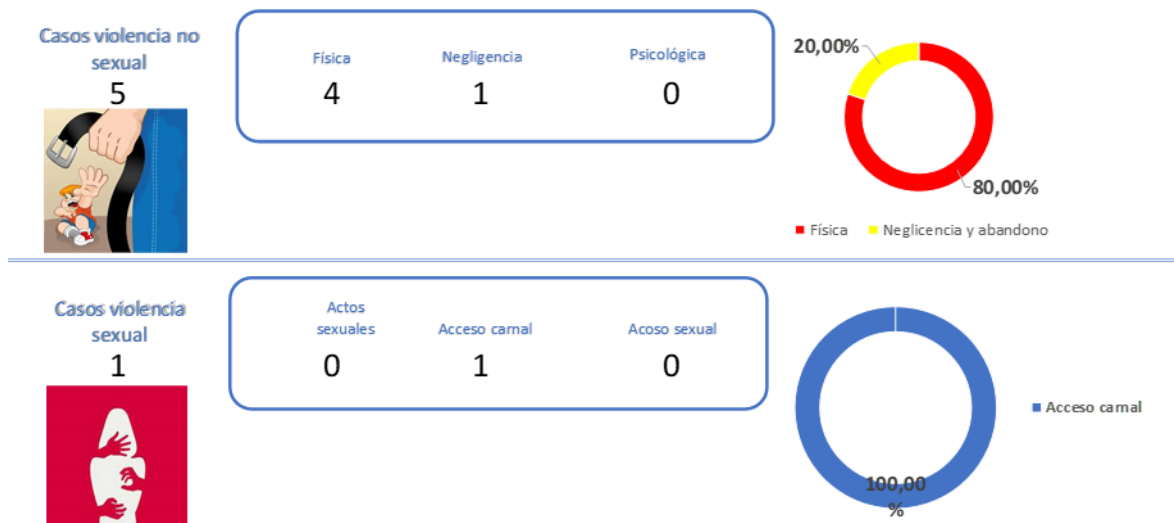 Casos violencia no
sexual
5
Física
Negligencia
Psicológica
4
1
0
20,00%
80,00%
Física
Neglicencia y abandono
Casos violencia
sexual
1
Actos
sexuales
Acceso carnal
Acoso sexual
0
1
0
Acceso carnal
100,00
%